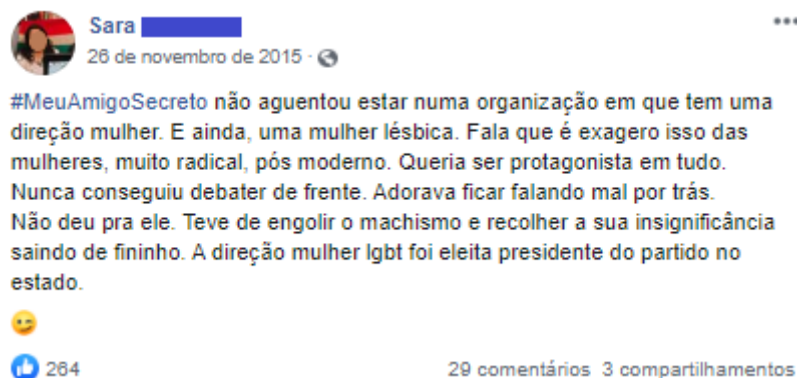 Sara
26 de novembro de 2015 ·
#MeuAmigoSecreto não aguentou estar numa organização em que tem uma
direção mulher. E ainda, uma mulher lésbica. Fala que é exagero isso das
mulheres, muito radical, pós moderno. Queria ser protagonista em tudo.
Nunca conseguiu debater de frente. Adorava ficar falando mal por trás.
Não deu pra ele. Teve de engolir o machismo e recolher a sua insignificância
saindo de fininho. A direção mulher lgbt foi eleita presidente do partido no
estado.
264 29 comentários 3 compartilhamentos